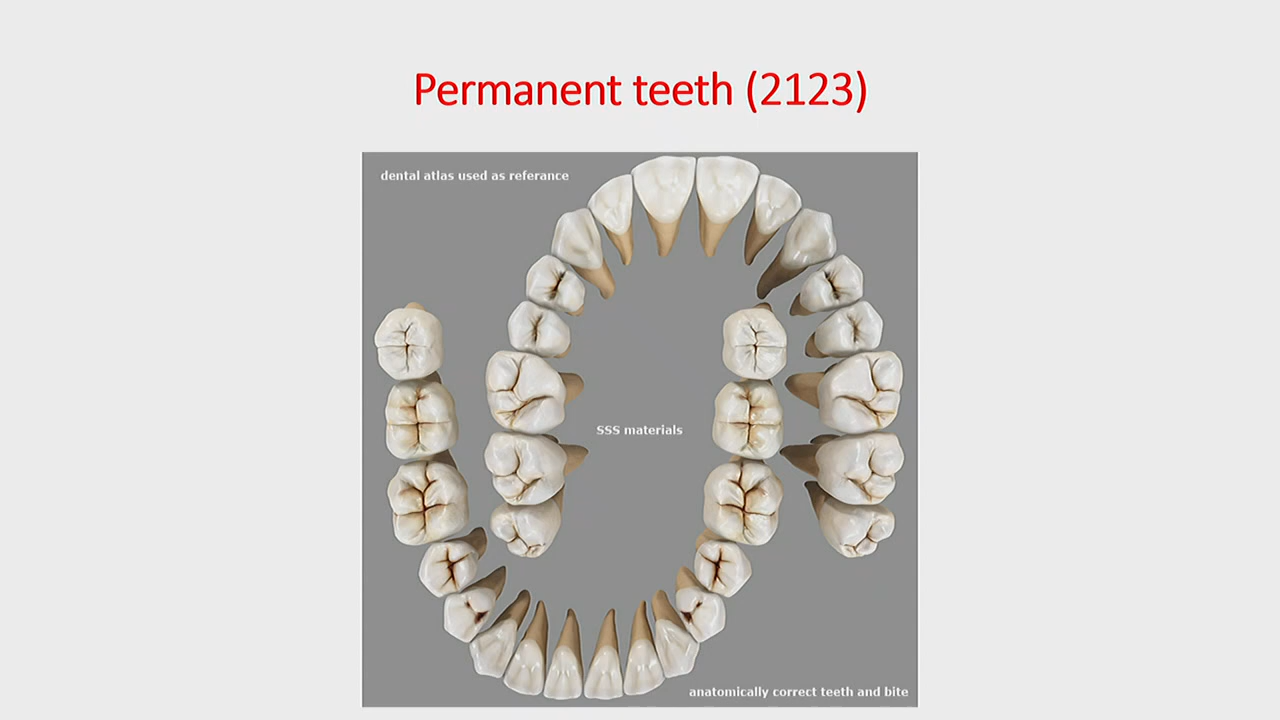 Permanent teeth (2123)
dental atlas used as referance
SSS materials
anatomically correct teeth and bite